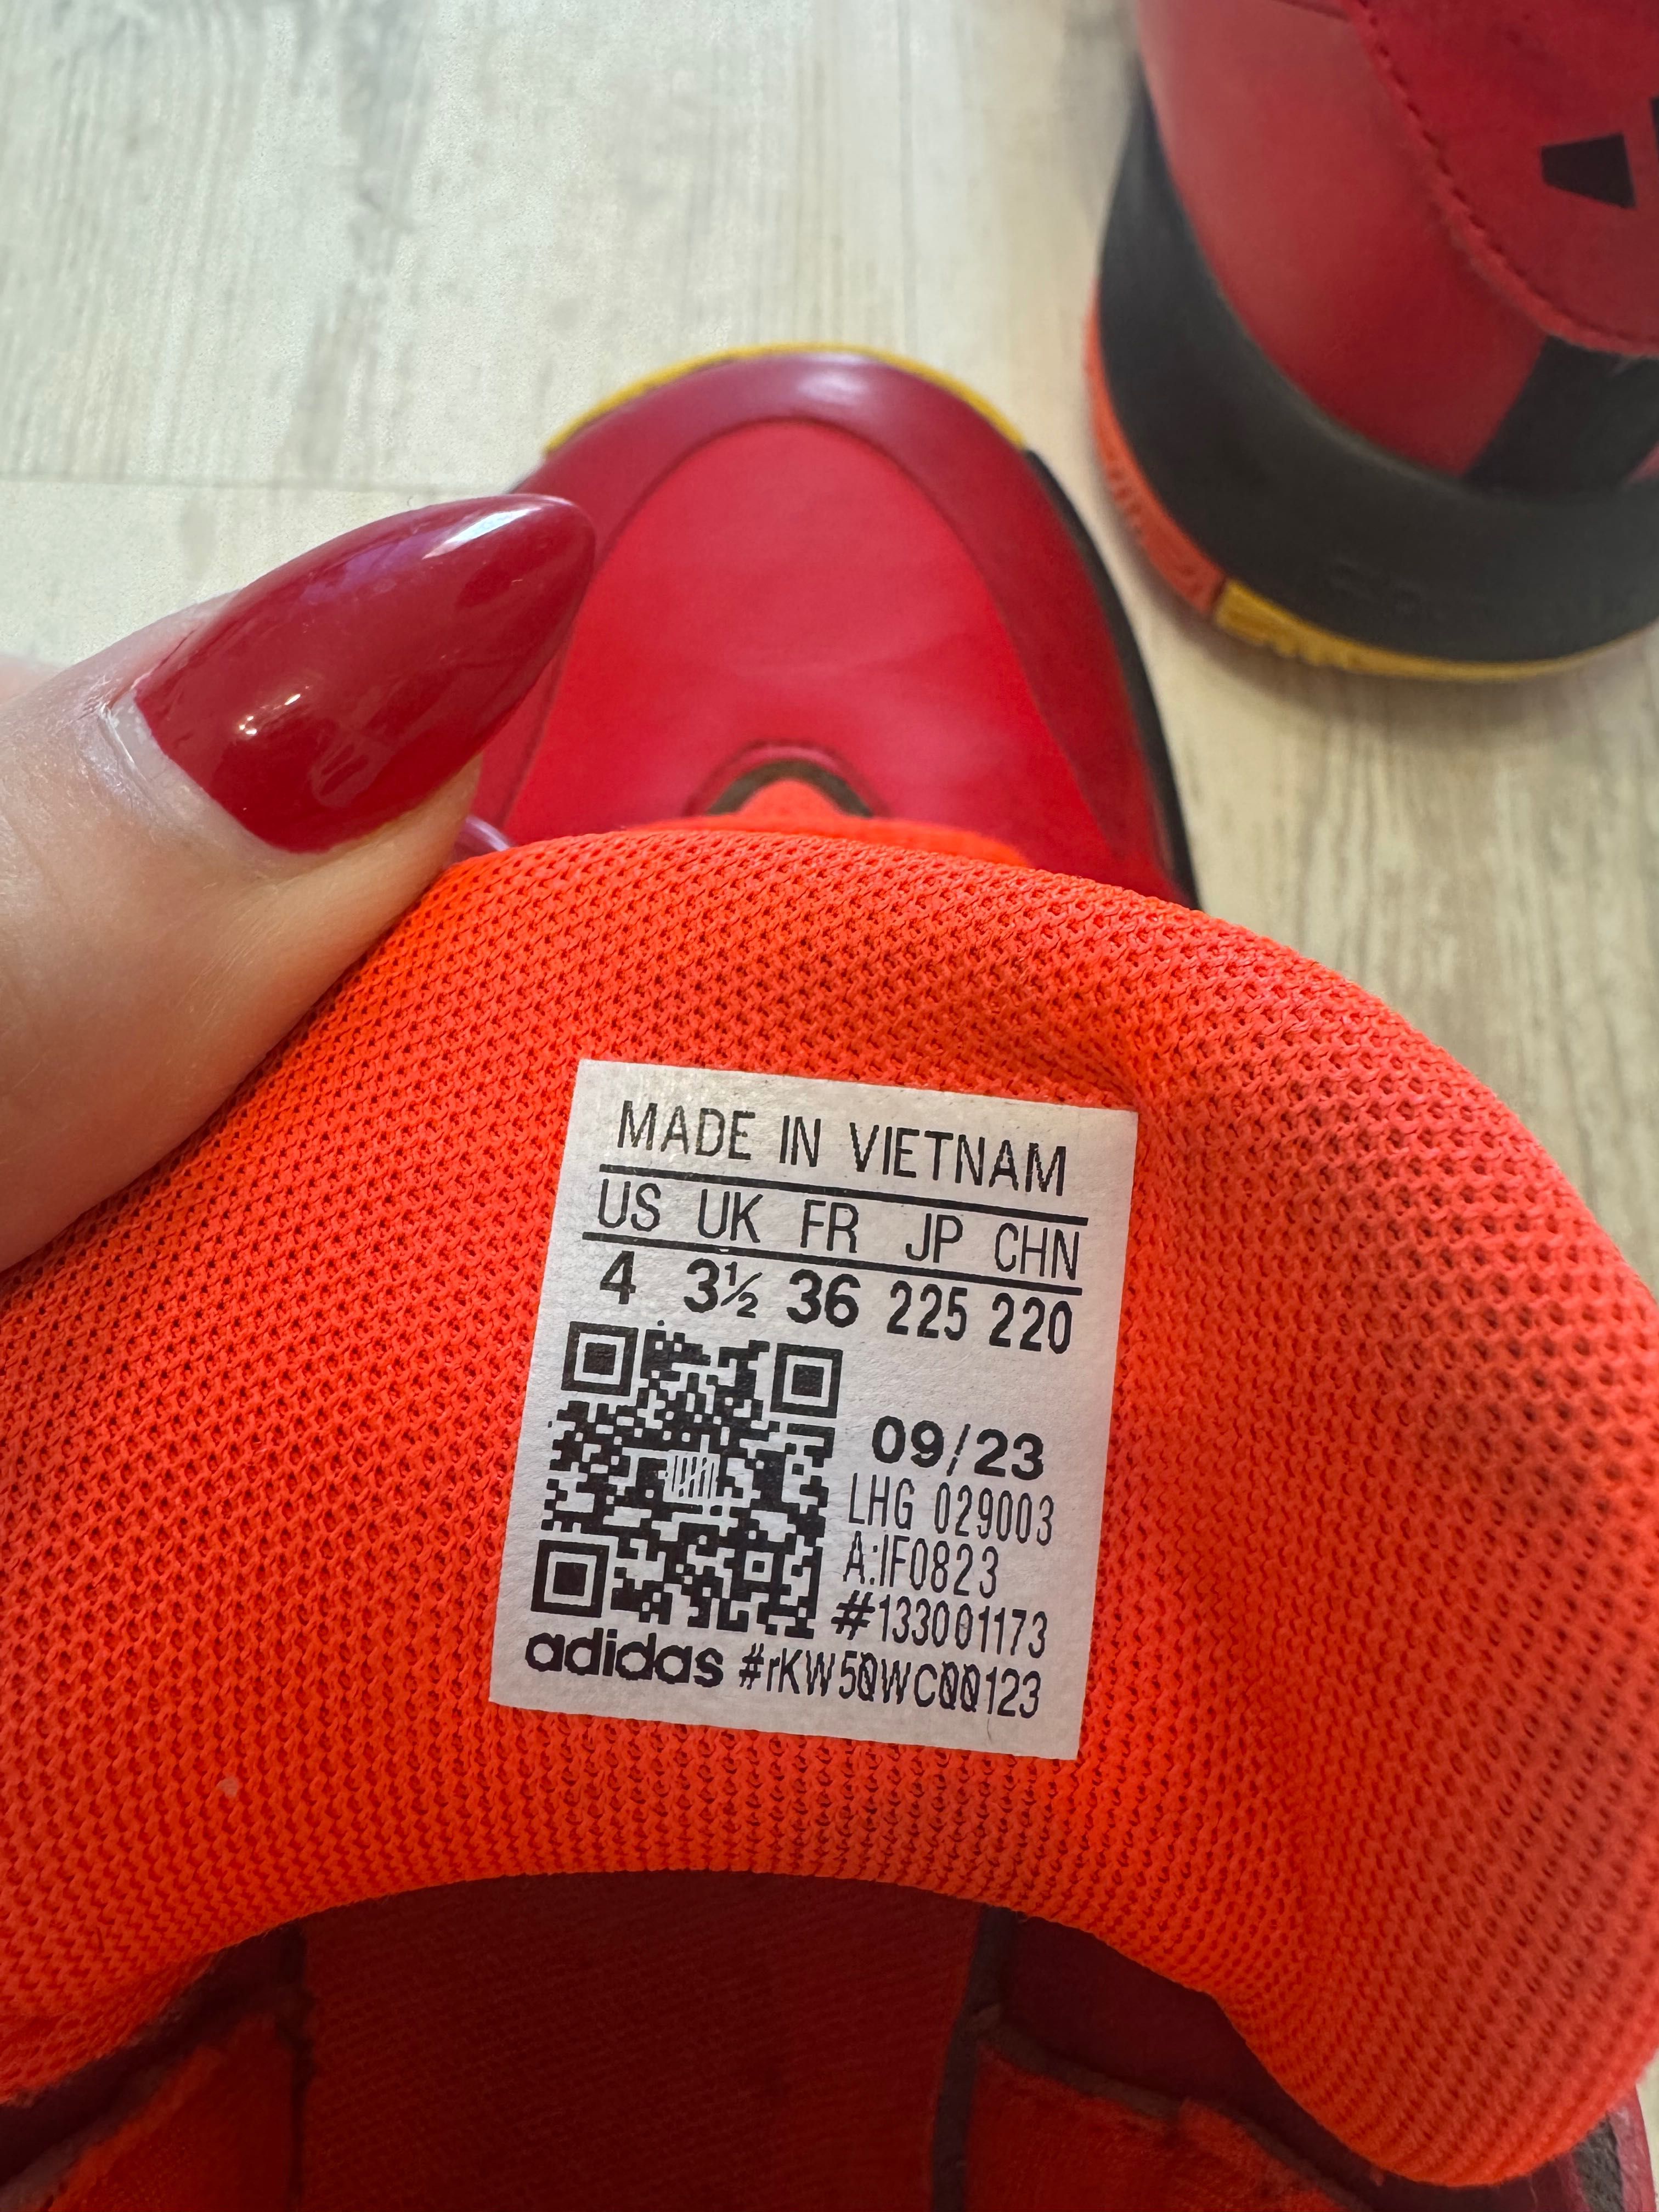 MADE IN VIETNAM
US UK FR JP CHN
4 3½ 36 225 220
09/23
LHG 029003
A:IF0823
#133001173
adidas #rKW50WC00123